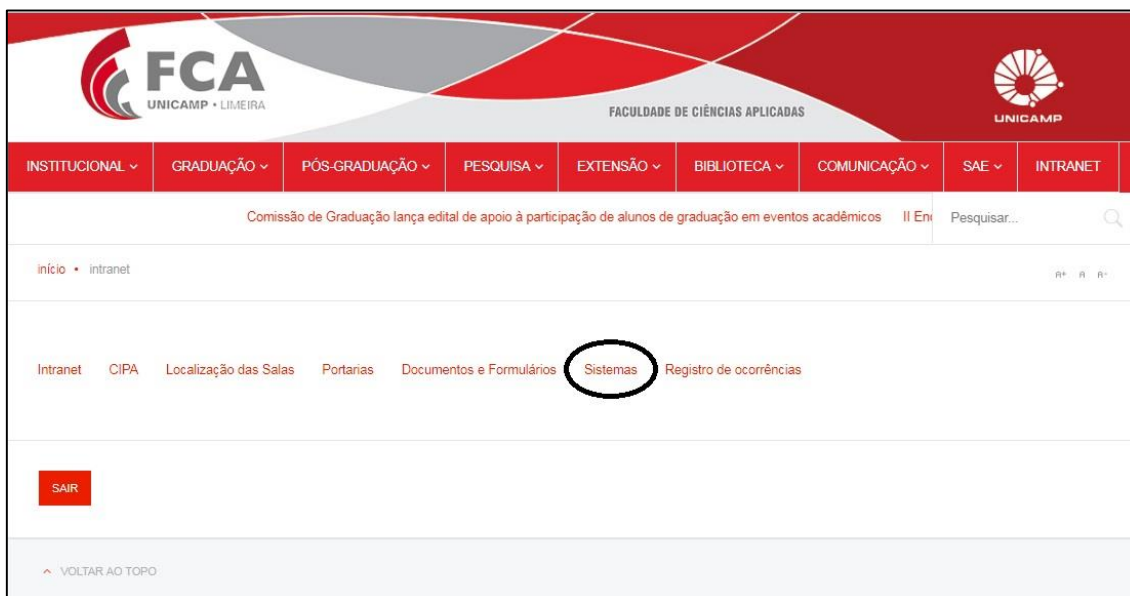 FCA
UNICAMP • LIMEIRA
FACULDADE DE CIÊNCIAS APLICADAS
UNICAMP
INSTITUCIONAL GRADUAÇÃO PÓS-GRADUAÇÃO PESQUISA EXTENSÃO BIBLIOTECA COMUNICAÇÃO SAE INTRANET
Comissão de Graduação lança edital de apoio à participação de alunos de graduação em eventos acadêmicos II En Pesquisar...
início • intranet A+ A A-
Intranet CIPA Localização das Salas Portarias Documentos e Formulários Sistemas Registro de ocorrências
SAIR
VOLTAR AO TOPO